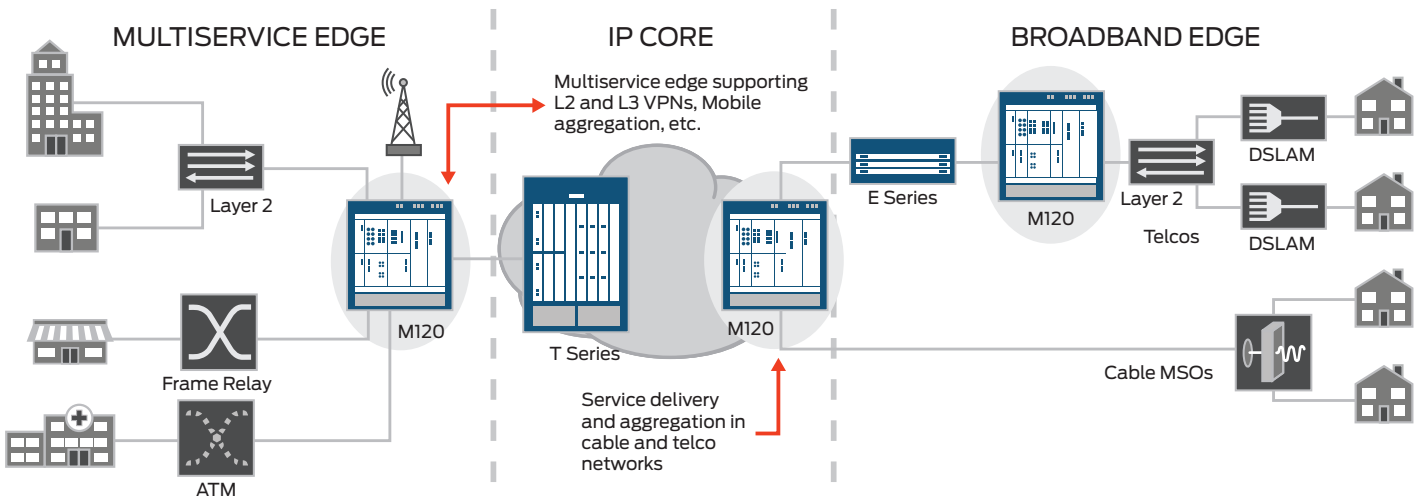 MULTISERVICE EDGE
IP CORE
BROADBAND EDGE
Multiservice edge supporting
L2 and L3 VPNs, Mobile
aggregation, etc.
Layer 2
M120
Frame Relay
ATM
T Series
M120
Service delivery
and aggregation in
cable and telco
networks
E Series
M120
Layer 2
Telcos
DSLAM
DSLAM
Cable MSOs